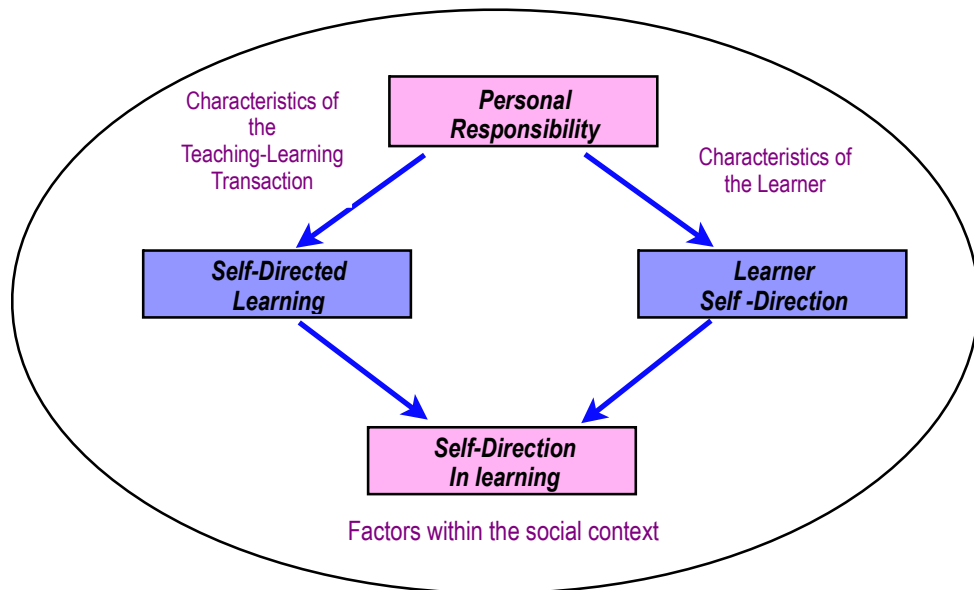 Personal
Responsibility
Characteristics of
the
Teaching-Learning
Transaction
Characteristics of
the Learner
Self-Directed
Learning
Learner
Self -Direction
Self-Direction
In learning
Factors within the social context